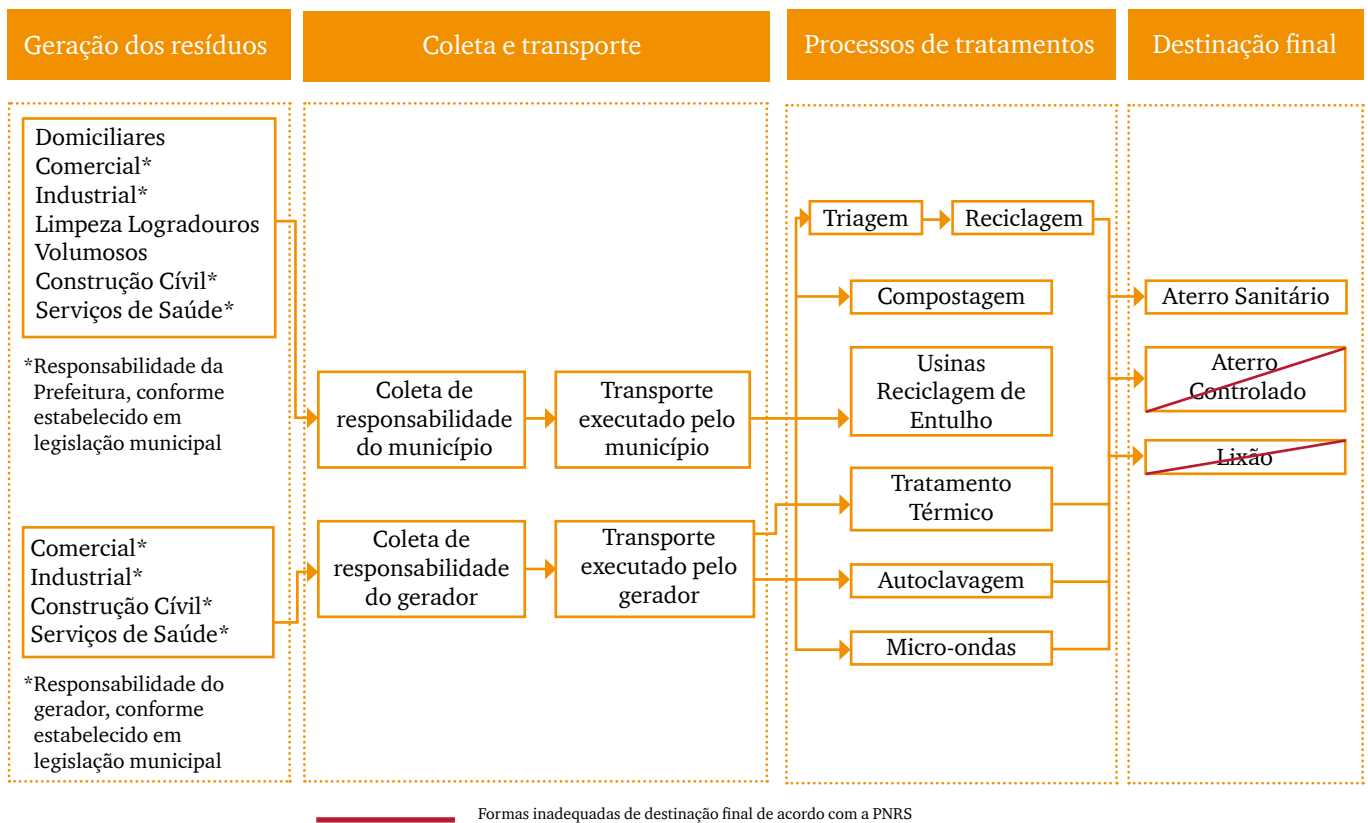 Geração dos resíduos
Coleta e transporte
Processos de tratamentos
Destinação final
Domiciliares
Comercial*
Industrial*
Limpeza Logradouros
Volumosos
Construção Cívil*
Serviços de Saúde*
*Responsabilidade da
Prefeitura, conforme
estabelecido em
legislação municipal
Comercial*
Industrial*
Construção Cívil*
Serviços de Saúde*
*Responsabilidade do
gerador, conforme
estabelecido em
legislação municipal
Coleta de
responsabilidade
do município
Transporte
executado pelo
município
Coleta de
responsabilidade
do gerador
Transporte
executado pelo
gerador
Triagem
Reciclagem
Compostagem
Usinas
Reciclagem de
Entulho
Tratamento
Térmico
Autoclavagem
Micro-ondas
Aterro Sanitário
Aterro
Controlado
Lixão
Formas inadequadas de destinação final de acordo com a PNRS